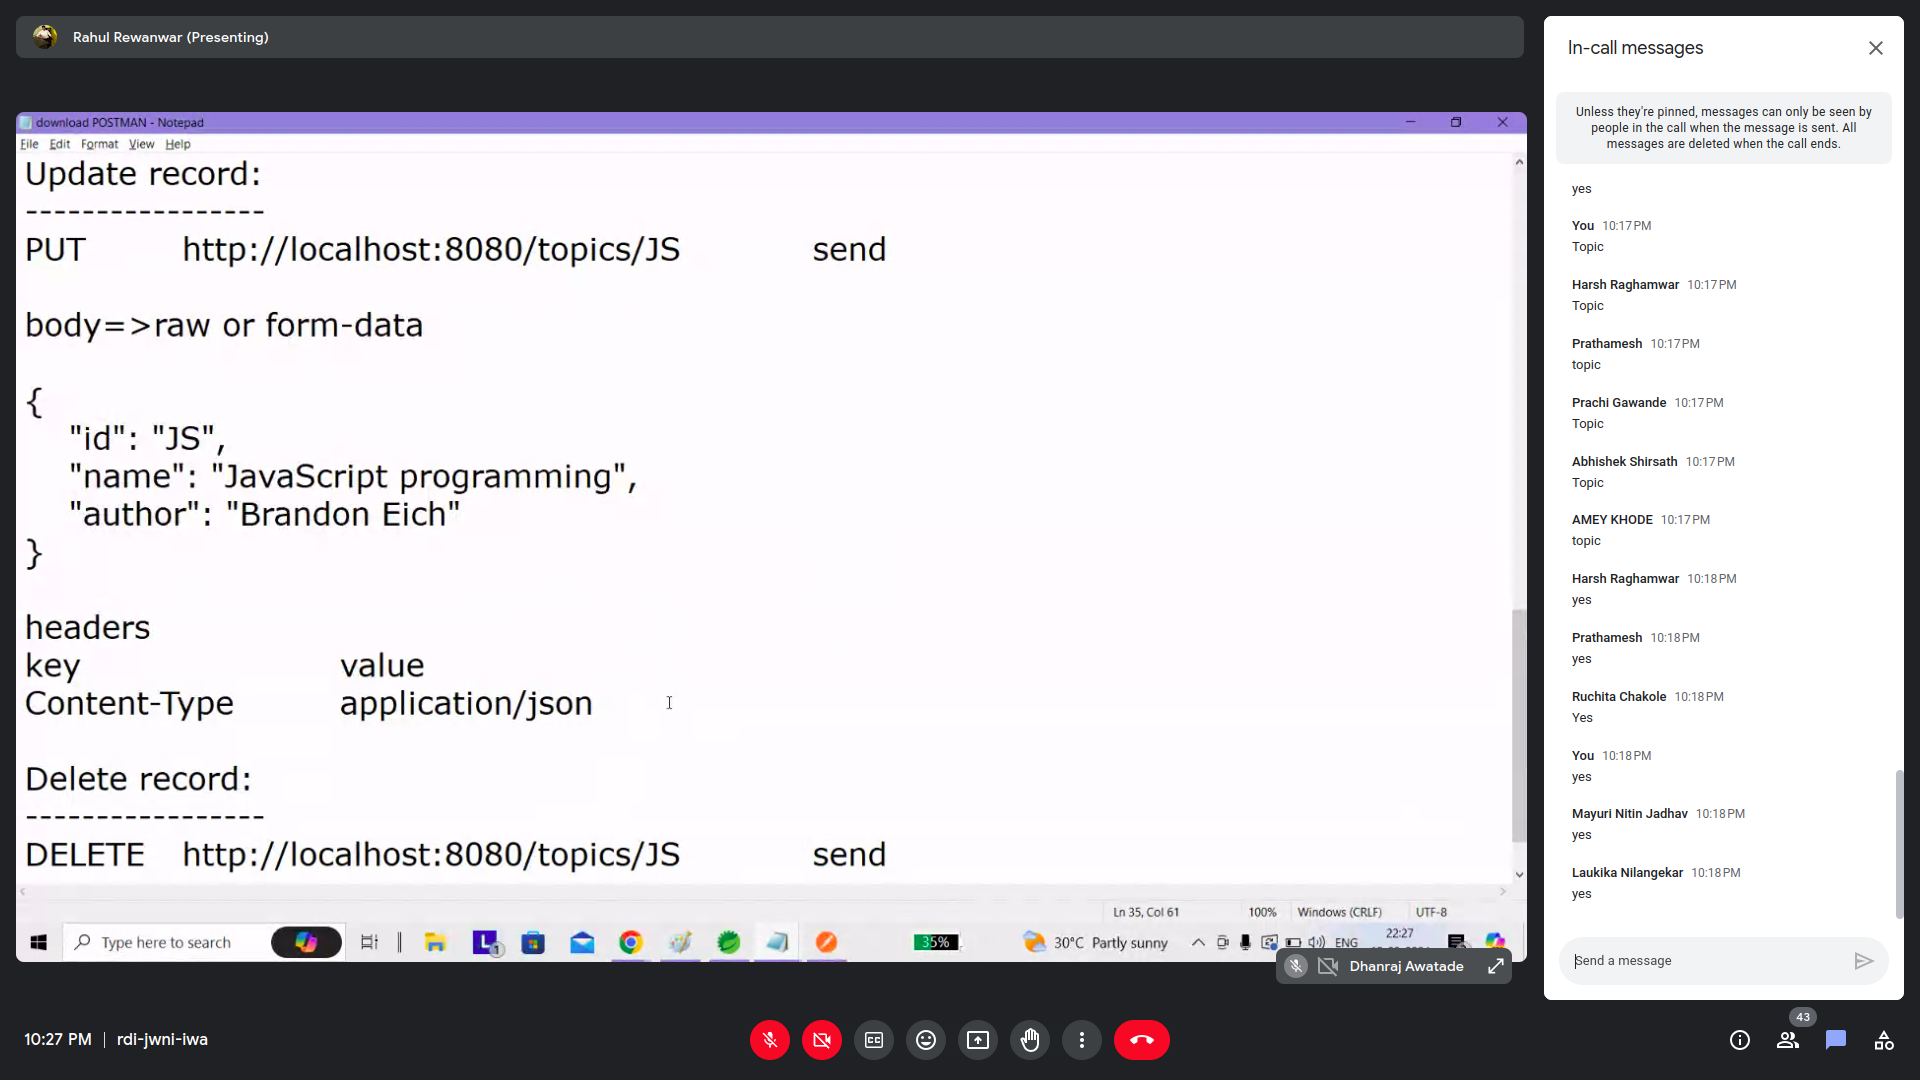 Rahul Rewanwar (Presenting)
download POSTMAN - Notepad
File Edit Format View Help
Update record:
-----------------
PUT http://localhost:8080/topics/JS send
body=>raw or form-data
{
"id": "JS",
"name": "JavaScript programming",
"author": "Brandon Eich"
}
headers
key value
Content-Type application/json
Delete record:
-----------------
DELETE http://localhost:8080/topics/JS send
Ln 35, Col 61 100% Windows (CRLF) UTF-8
Type here to search
35%
30°C Partly sunny
ENG
22:27
Dhanraj Awatade
10:27 PM | rdi-jwni-iwa
In-call messages
Unless they're pinned, messages can only be seen by
people in the call when the message is sent. All
messages are deleted when the call ends.
yes
You 10:17 PM
Topic
Harsh Raghamwar 10:17 PM
Topic
Prathamesh 10:17 PM
topic
Prachi Gawande 10:17 PM
Topic
Abhishek Shirsath 10:17 PM
Topic
AMEY KHODE 10:17 PM
topic
Harsh Raghamwar 10:18 PM
yes
Prathamesh 10:18 PM
yes
Ruchita Chakole 10:18 PM
Yes
You 10:18 PM
yes
Mayuri Nitin Jadhav 10:18 PM
yes
Laukika Nilangekar 10:18 PM
yes
Send a message
43